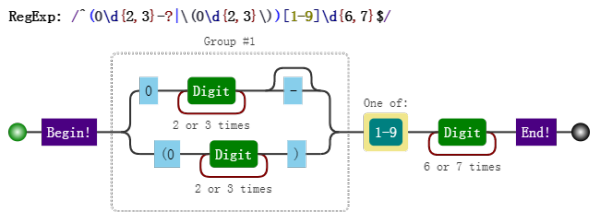 RegExp: /^(0\d{2,3}-?|\(0\d{2,3}\))[1-9]\d{6,7}$/
Group #1
0 Digit -
2 or 3 times
One of:
Begin! 1-9 Digit End!
6 or 7 times
(0 Digit )
2 or 3 times